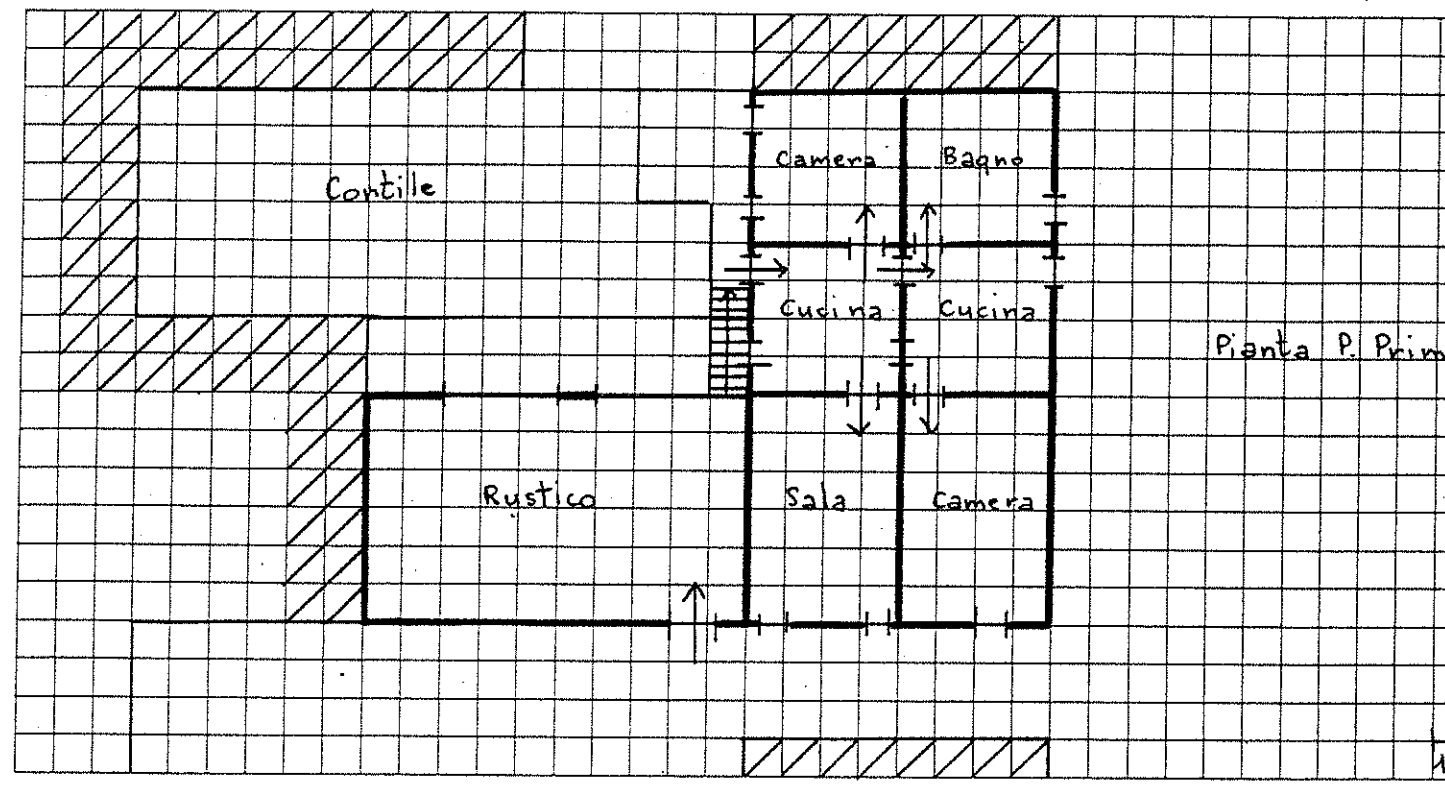 Camera
Bagno
Contile
Cucina
Cucina
Pianta P. Prim
Rustico
Sala
Camera